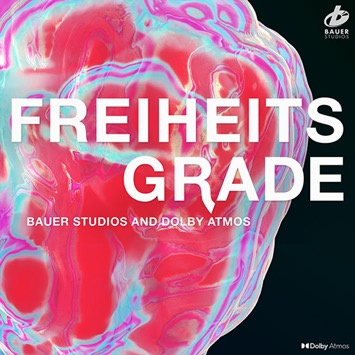 BAUER
STUDIOS
FREIHEITS
GRADE
BAUER STUDIOS AND DOLBY ATMOS
Dolby Atmos